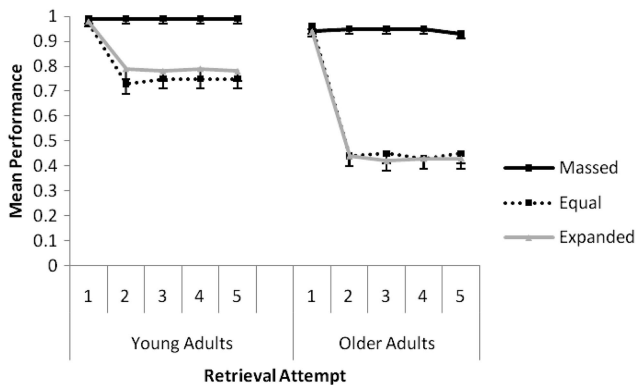 1
0.9
0.8
0.7
0.6
0.5
0.4
0.3
0.2
0.1
0
Mean Performance
1 2 3 4 5 1 2 3 4 5
Young Adults Older Adults
Retrieval Attempt
Massed
Equal
Expanded